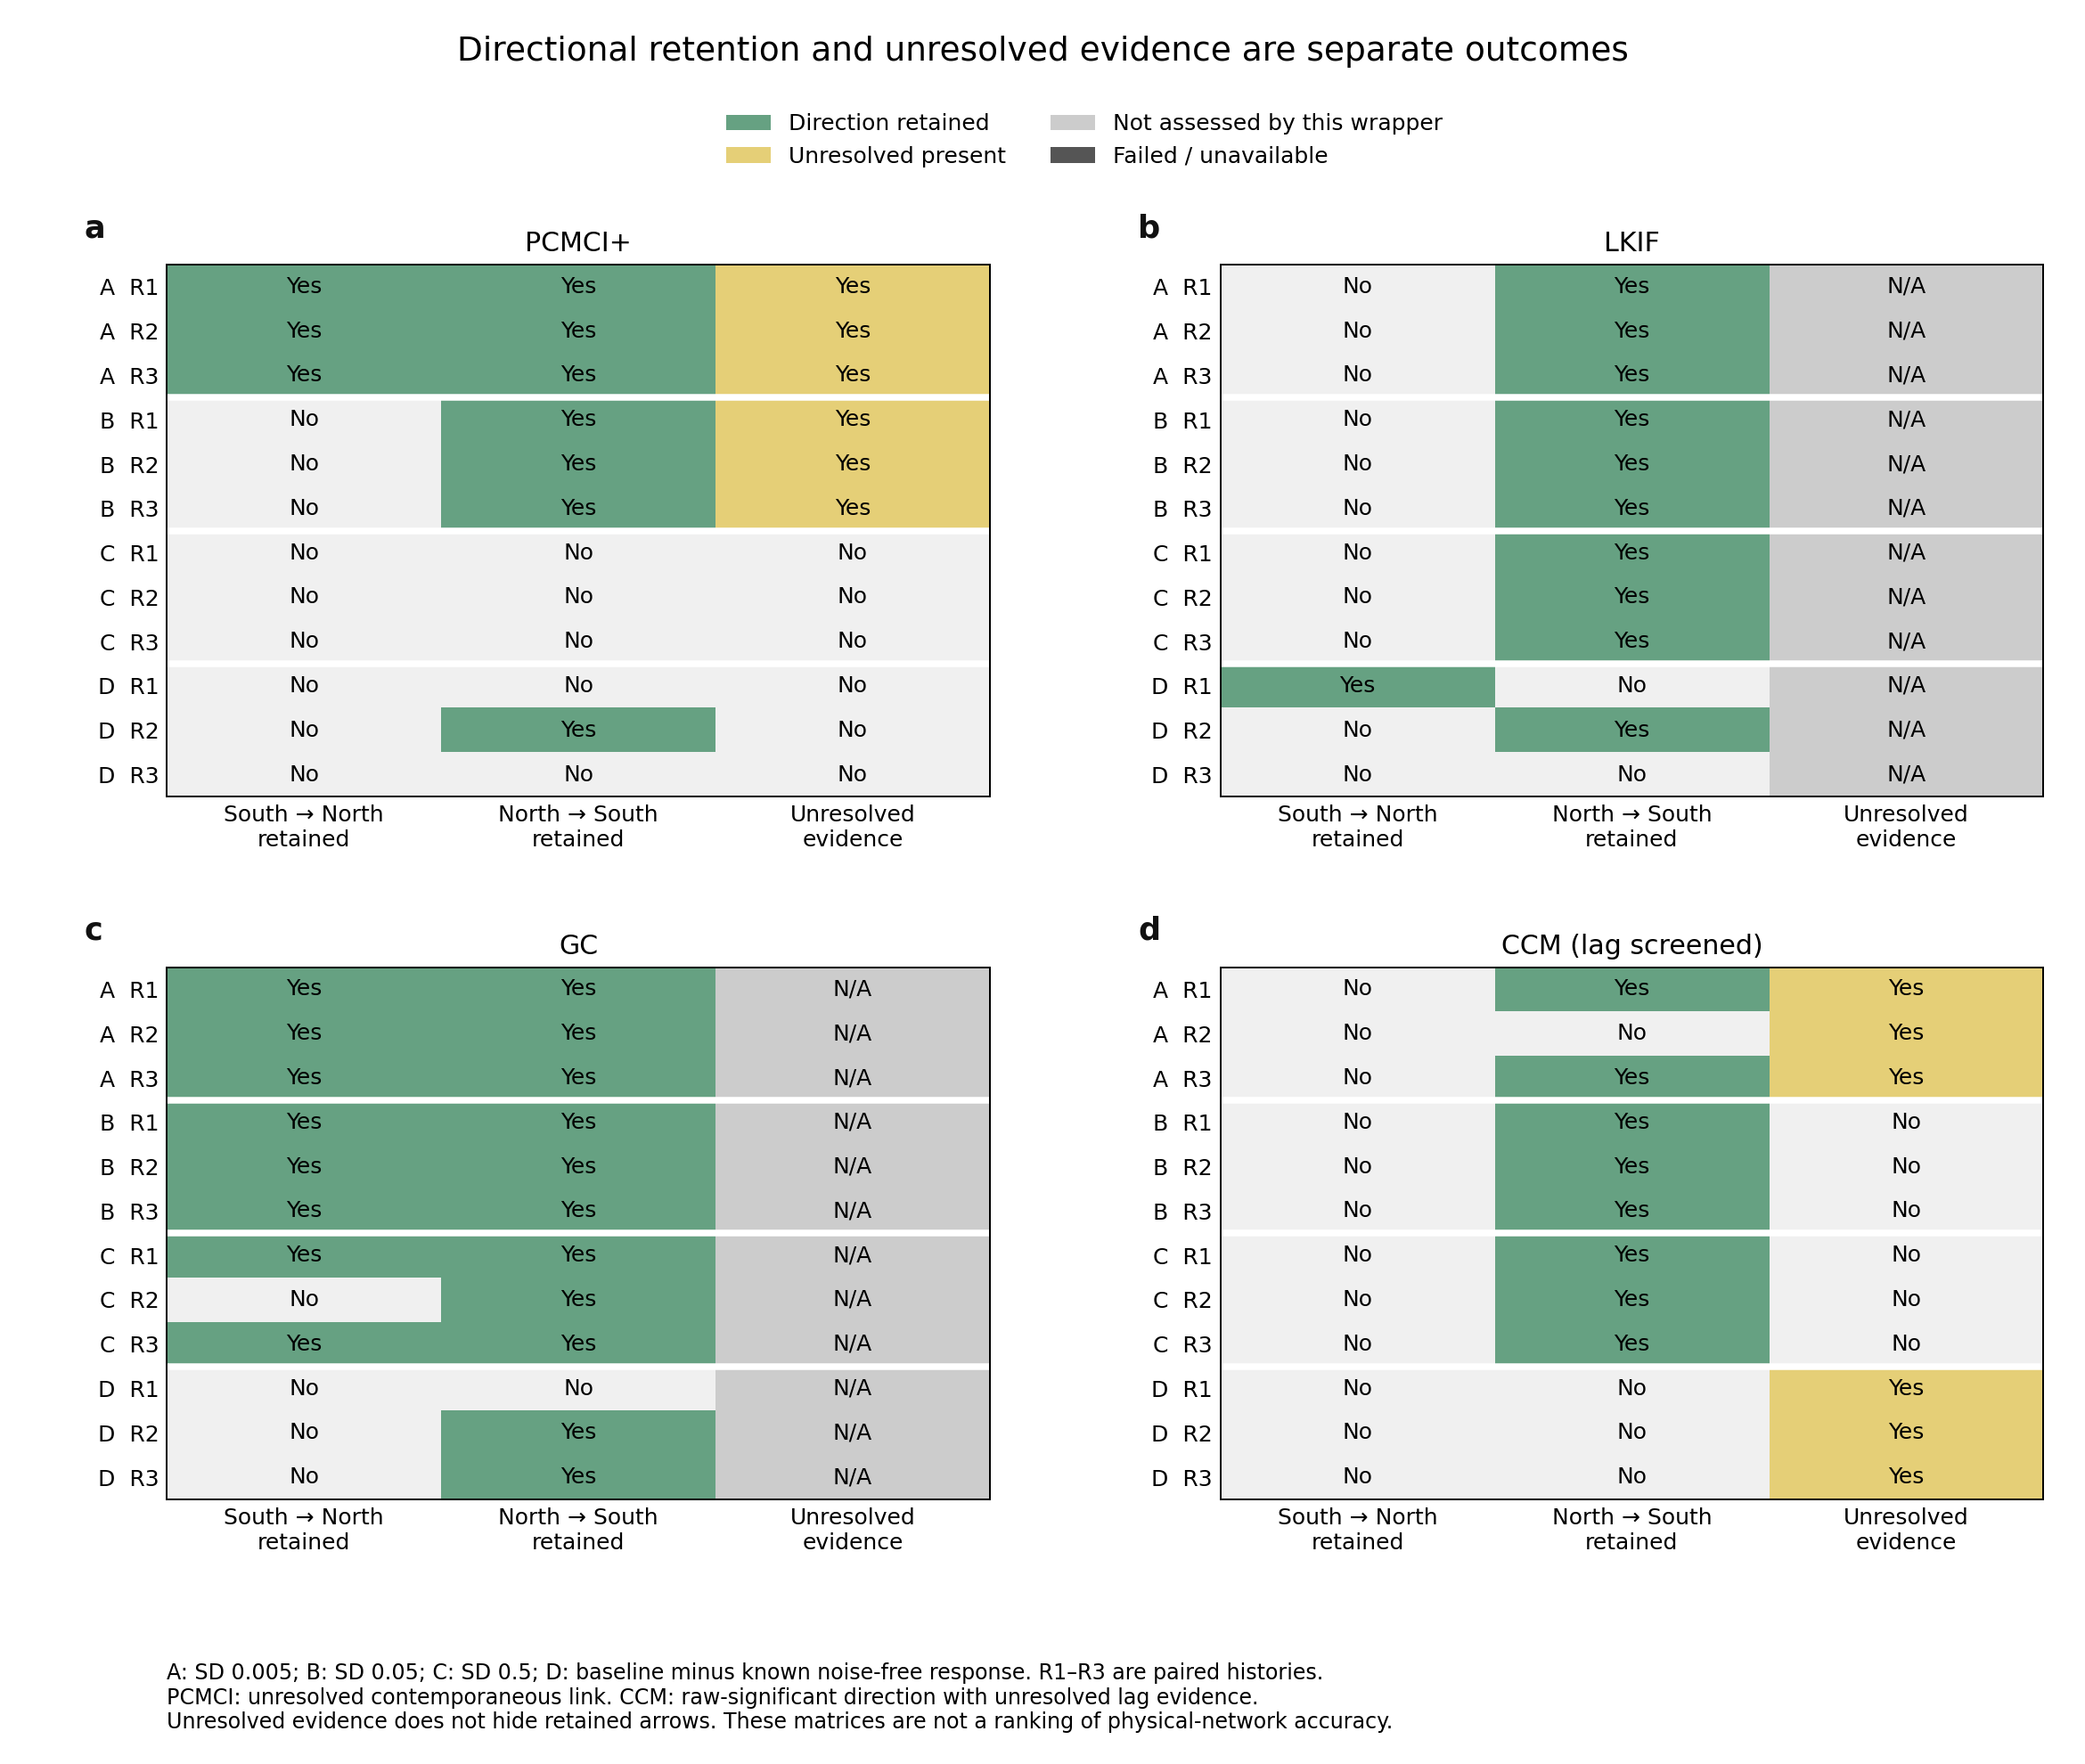 Directional retention and unresolved evidence are separate outcomes
Direction retained
Not assessed by this wrapper
Unresolved present
Failed / unavailable
a
PCMCI+
A R1 Yes Yes Yes
A R2 Yes Yes Yes
A R3 Yes Yes Yes
B R1 No Yes Yes
B R2 No Yes Yes
B R3 No Yes Yes
C R1 No No No
C R2 No No No
C R3 No No No
D R1 No No No
D R2 No Yes No
D R3 No No No
South → North North → South Unresolved
retained retained evidence
b
LKIF
A R1 No Yes N/A
A R2 No Yes N/A
A R3 No Yes N/A
B R1 No Yes N/A
B R2 No Yes N/A
B R3 No Yes N/A
C R1 No Yes N/A
C R2 No Yes N/A
C R3 No Yes N/A
D R1 Yes No N/A
D R2 No Yes N/A
D R3 No No N/A
South → North North → South Unresolved
retained retained evidence
c
GC
A R1 Yes Yes N/A
A R2 Yes Yes N/A
A R3 Yes Yes N/A
B R1 Yes Yes N/A
B R2 Yes Yes N/A
B R3 Yes Yes N/A
C R1 Yes Yes N/A
C R2 No Yes N/A
C R3 Yes Yes N/A
D R1 No No N/A
D R2 No Yes N/A
D R3 No Yes N/A
South → North North → South Unresolved
retained retained evidence
d
CCM (lag screened)
A R1 No Yes Yes
A R2 No No Yes
A R3 No Yes Yes
B R1 No Yes No
B R2 No Yes No
B R3 No Yes No
C R1 No Yes No
C R2 No Yes No
C R3 No Yes No
D R1 No No Yes
D R2 No No Yes
D R3 No No Yes
South → North North → South Unresolved
retained retained evidence
A: SD 0.005; B: SD 0.05; C: SD 0.5; D: baseline minus known noise-free response. R1–R3 are paired histories.
PCMCI: unresolved contemporaneous link. CCM: raw-significant direction with unresolved lag evidence.
Unresolved evidence does not hide retained arrows. These matrices are not a ranking of physical-network accuracy.